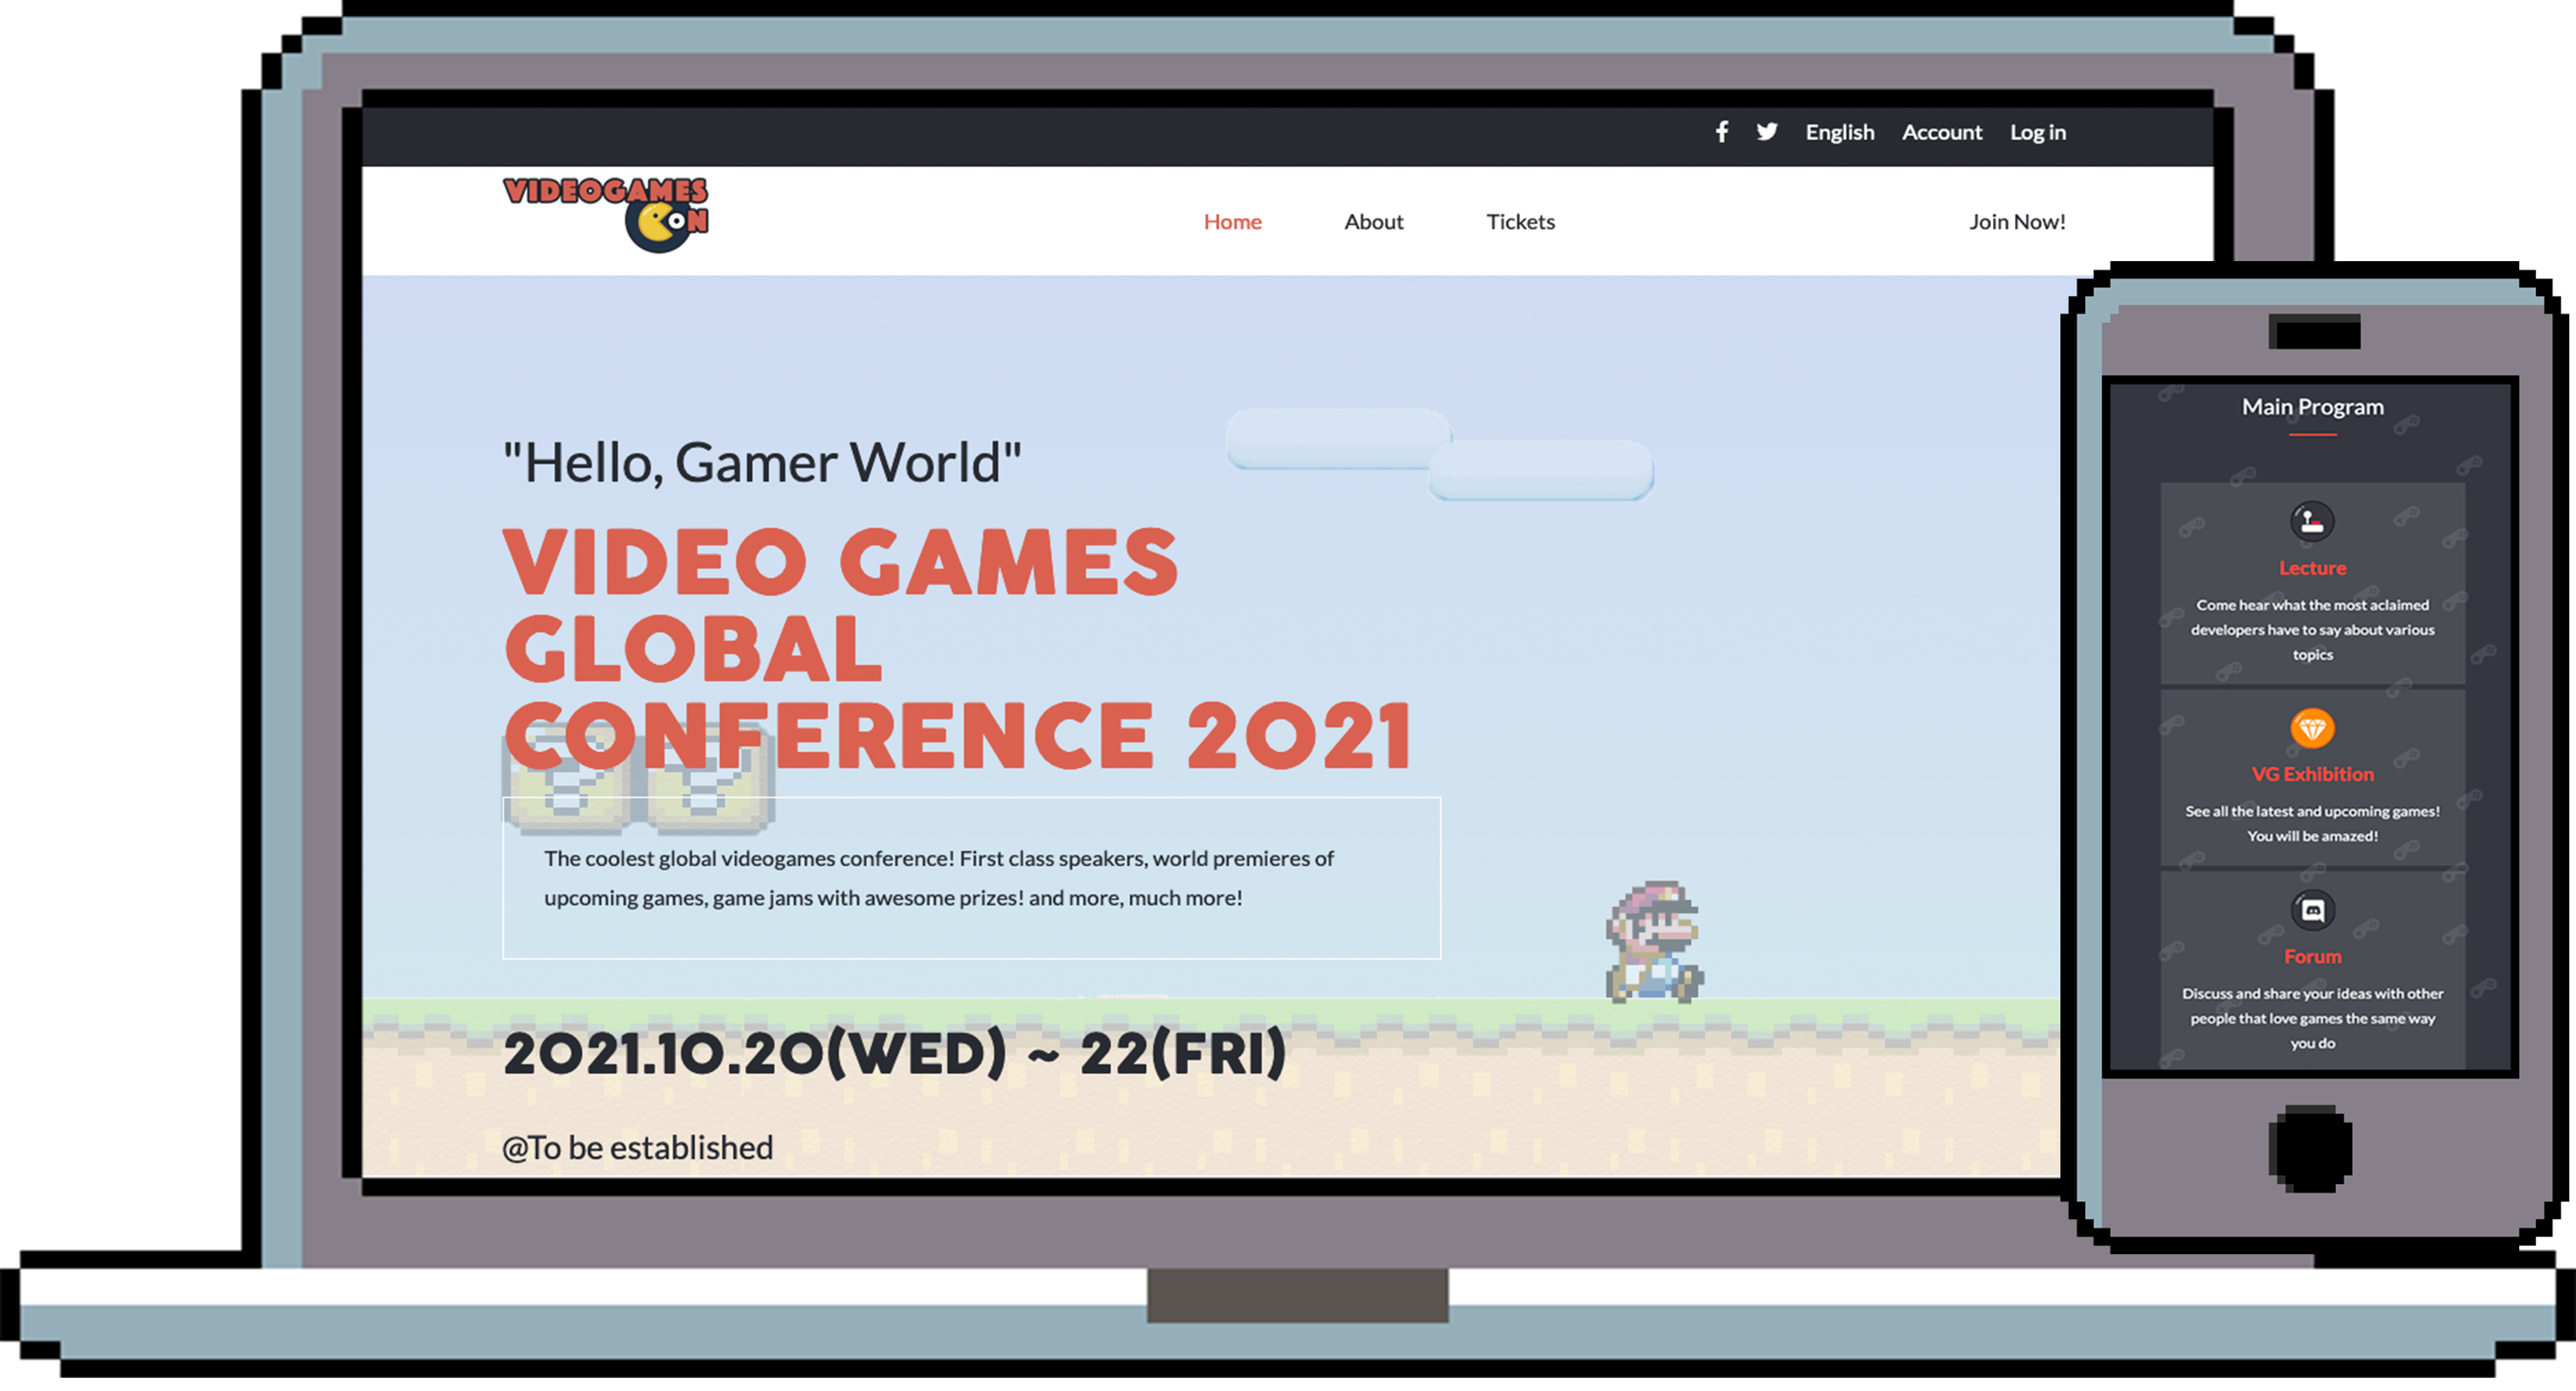 English Account Log in
VIDEOGAMES
CON
Home About Tickets Join Now!
"Hello, Gamer World"
VIDEO GAMES
GLOBAL
CONFERENCE 2021
The coolest global videogames conference! First class speakers, world premieres of
upcoming games, game jams with awesome prizes! and more, much more!
2021.10.20(WED) ~ 22(FRI)
@To be established
Main Program
Lecture
Come hear what the most aclaimed
developers have to say about various
topics
VG Exhibition
See all the latest and upcoming games!
You will be amazed!
Forum
Discuss and share your ideas with other
people that love games the same way
you do